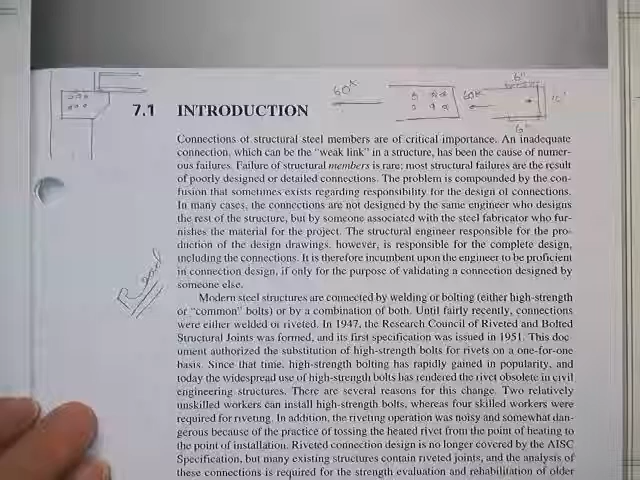 60k
6"
60k
10"
6"
7.1 INTRODUCTION
Connections of structural steel members are of critical importance. An inadequate
connection, which can be the "weak link" in a structure, has been the cause of numer-
ous failures. Failure of structural members is rare; most structural failures are the result
of poorly designed or detailed connections. The problem is compounded by the con-
fusion that sometimes exists regarding responsibility for the design of connections.
In many cases, the connections are not designed by the same engineer who designs
the rest of the structure, but by someone associated with the steel fabricator who fur-
nishes the material for the project. The structural engineer responsible for the pro-
duction of the design drawings, however, is responsible for the complete design,
including the connections. It is therefore incumbent upon the engineer to be proficient
in connection design, if only for the purpose of validating a connection designed by
someone else.
Read
Modern steel structures are connected by welding or bolting (either high-strength
or "common" bolts) or by a combination of both. Until fairly recently, connections
were either welded or riveted. In 1947, the Research Council of Riveted and Bolted
Structural Joints was formed, and its first specification was issued in 1951. This doc-
ument authorized the substitution of high-strength bolts for rivets on a one-for-one
basis. Since that time, high-strength bolting has rapidly gained in popularity, and
today the widespread use of high-strength bolts has rendered the rivet obsolete in civil
engineering structures. There are several reasons for this change. Two relatively
unskilled workers can install high-strength bolts, whereas four skilled workers were
required for riveting. In addition, the riveting operation was noisy and somewhat dan-
gerous because of the practice of tossing the heated rivet from the point of heating to
the point of installation. Riveted connection design is no longer covered by the AISC
Specification, but many existing structures contain riveted joints, and the analysis of
these connections is required for the strength evaluation and rehabilitation of older